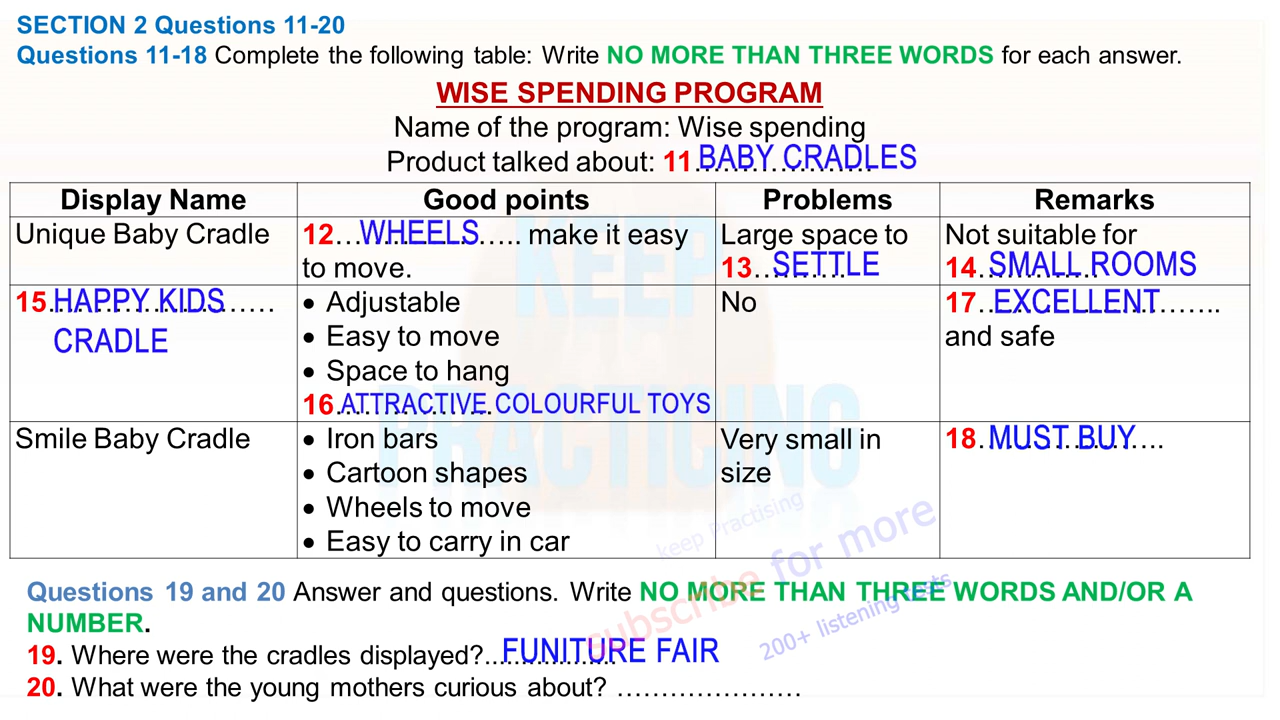 SECTION 2 Questions 11-20
Questions 11-18 Complete the following table: Write NO MORE THAN THREE WORDS for each answer.
WISE SPENDING PROGRAM
Name of the program: Wise spending
Product talked about: 11 BABY CRADLES
Display Name Good points Problems Remarks
Unique Baby Cradle
12…WHEELS……….. make it easy
to move.
Large space to
13……SETTLE
Not suitable for
14……SMALL ROOMS
15 HAPPY KIDS……
CRADLE
• Adjustable
• Easy to move
• Space to hang
16 ATTRACTIVE COLOURFUL TOYS
No
17…EXCELLENT……..
and safe
Smile Baby Cradle
• Iron bars
• Cartoon shapes
• Wheels to move
• Easy to carry in car
Very small in
size
18…MUST BUY….
KEEP
PRACTICING
keep Practising
subscribe for more
200+ listening tests
Questions 19 and 20 Answer and questions. Write NO MORE THAN THREE WORDS AND/OR A
NUMBER.
19. Where were the cradles displayed?...FUNITURE FAIR
20. What were the young mothers curious about? …………………